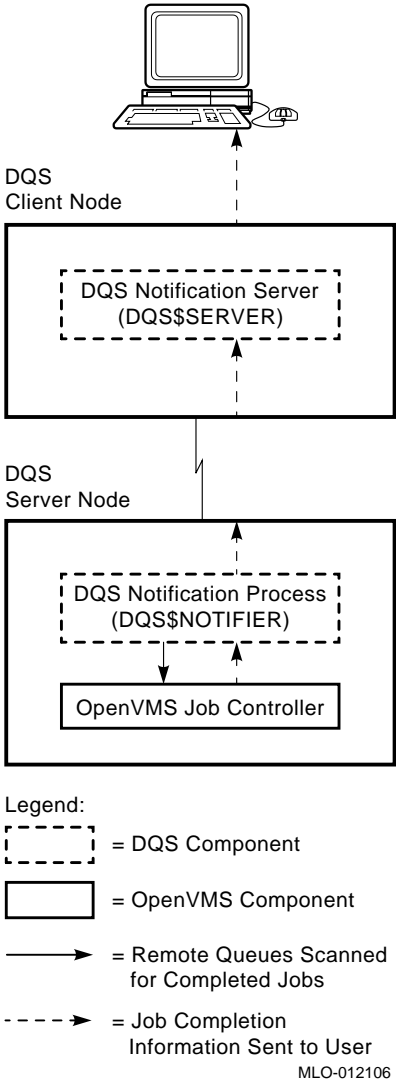 DQS
Client Node
DQS Notification Server
(DQS$SERVER)
DQS
Server Node
DQS Notification Process
(DQS$NOTIFIER)
OpenVMS Job Controller
Legend:
= DQS Component
= OpenVMS Component
= Remote Queues Scanned
for Completed Jobs
= Job Completion
Information Sent to User
MLO-012106